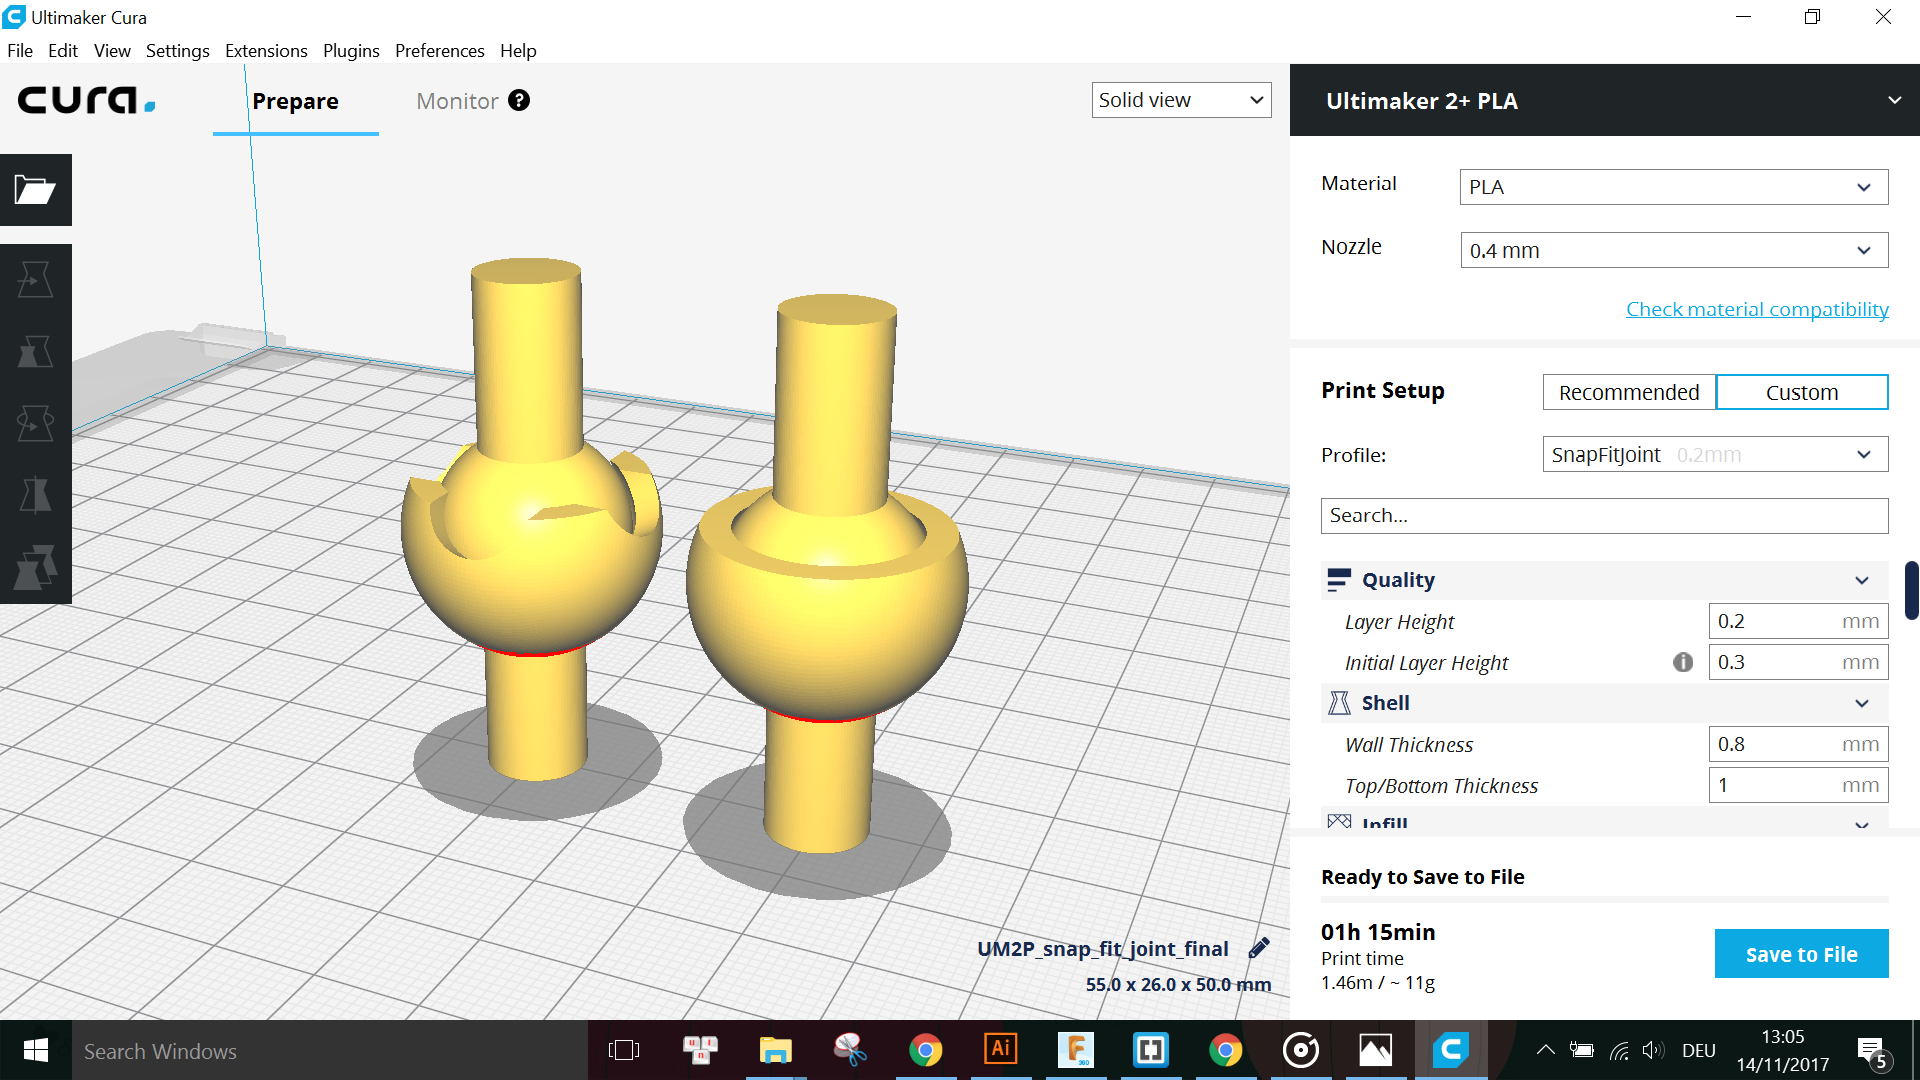 Ultimaker Cura
File Edit View Settings Extensions Plugins Preferences Help
cura.
Prepare
Monitor ?
Solid view
Ultimaker 2+ PLA
Material PLA
Nozzle 0.4 mm
Check material compatibility
Print Setup Recommended Custom
Profile: SnapFitJoint 0.2mm
Search...
Quality
Layer Height 0.2 mm
Initial Layer Height i 0.3 mm
Shell
Wall Thickness 0.8 mm
Top/Bottom Thickness 1 mm
Infill
UM2P_snap_fit_joint_final
55.0 x 26.0 x 50.0 mm
Ready to Save to File
01h 15min
Print time
1.46m / ~ 11g
Save to File
Search Windows
u i n
Ai
F
360
DEU
13:05
14/11/2017
5